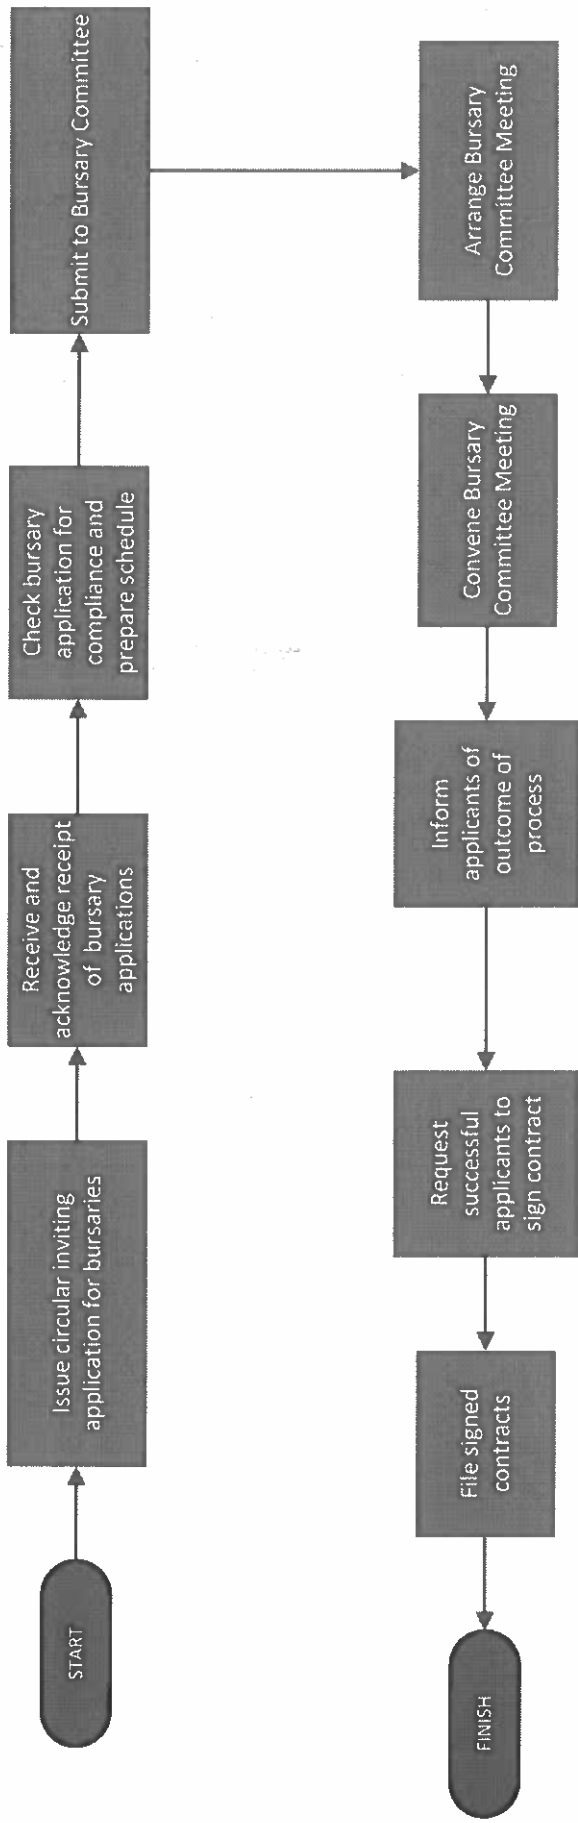 START
Issue circular inviting
application for bursaries
Receive and
acknowledge receipt
of bursary
applications
Check bursary
application for
compliance and
prepare schedule
Submit to Bursary Committee
Arrange Bursary
Committee Meeting
Convene Bursary
Committee Meeting
Inform
applicants of
outcome of
process
Request
successful
applicants to
sign contract
File signed
contracts
FINISH